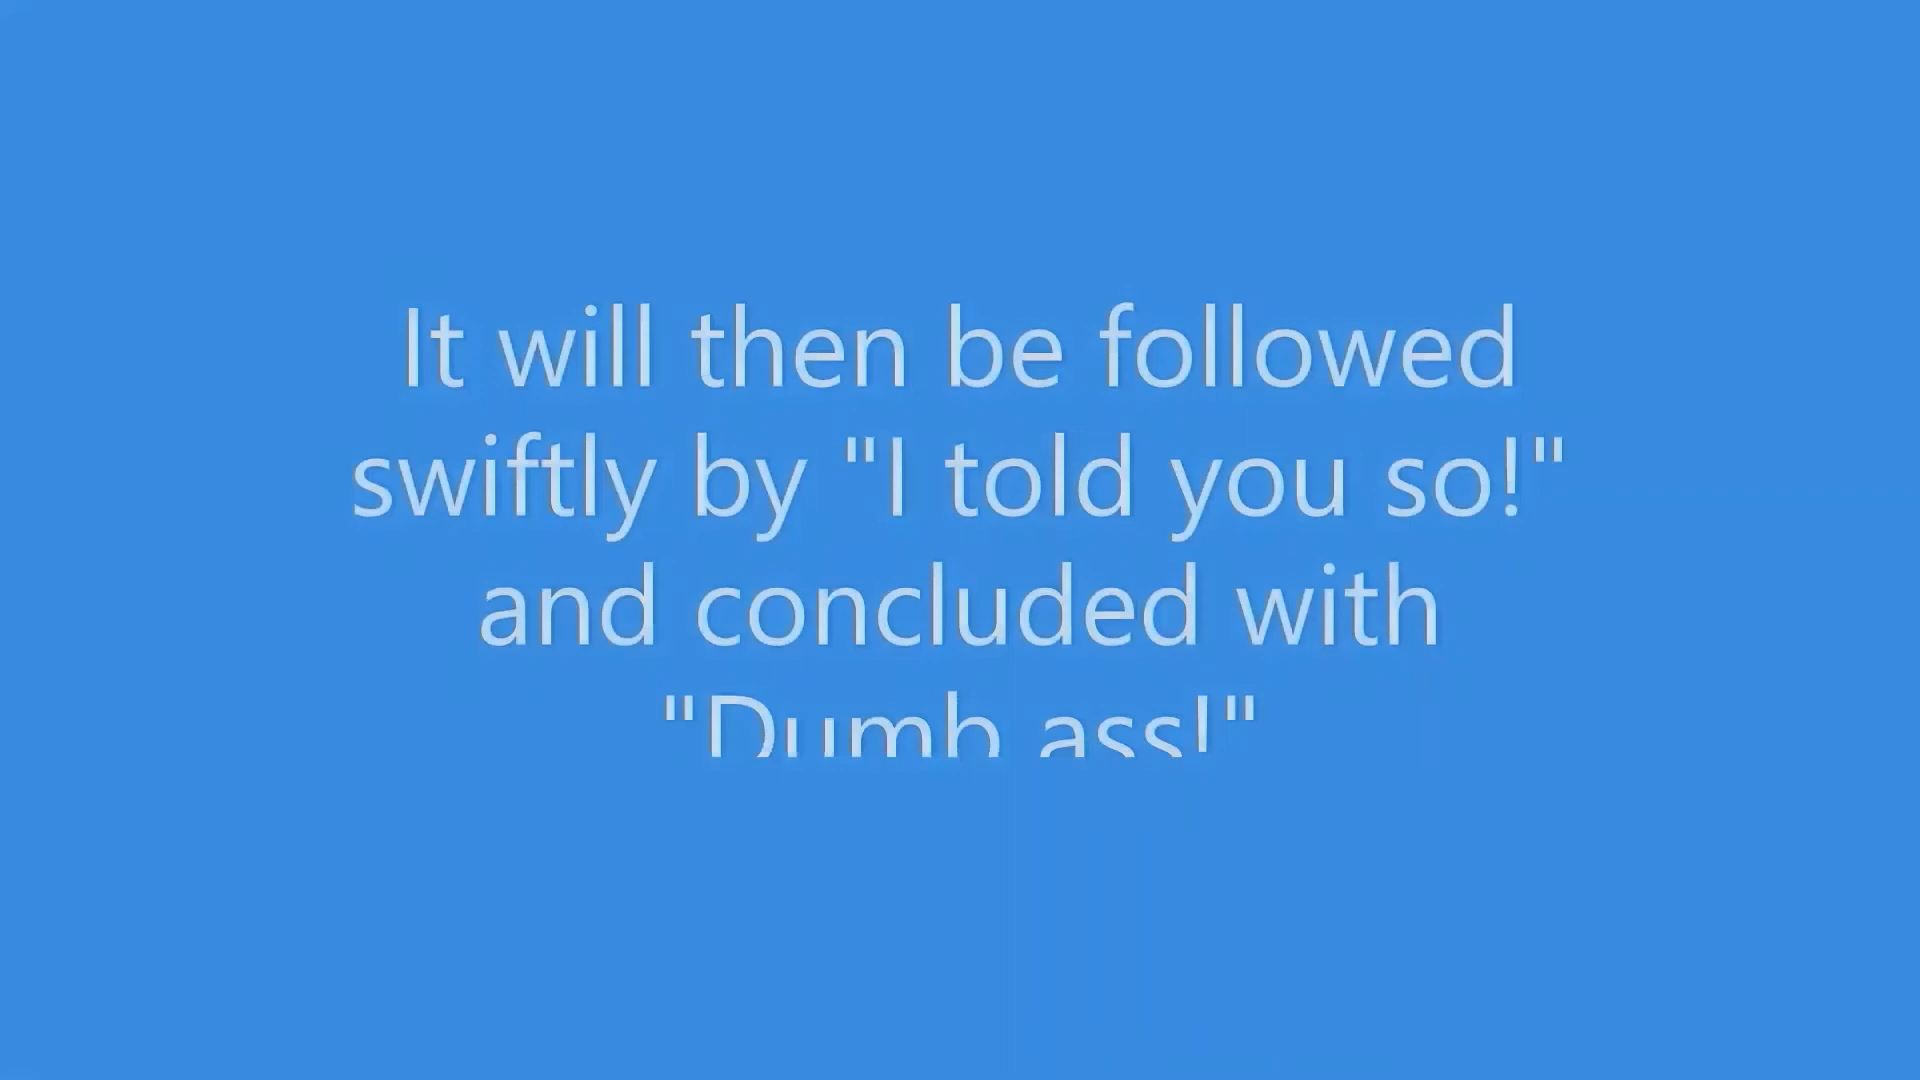 It will then be followed
swiftly by "I told you so!"
and concluded with
"Dumb ass!"